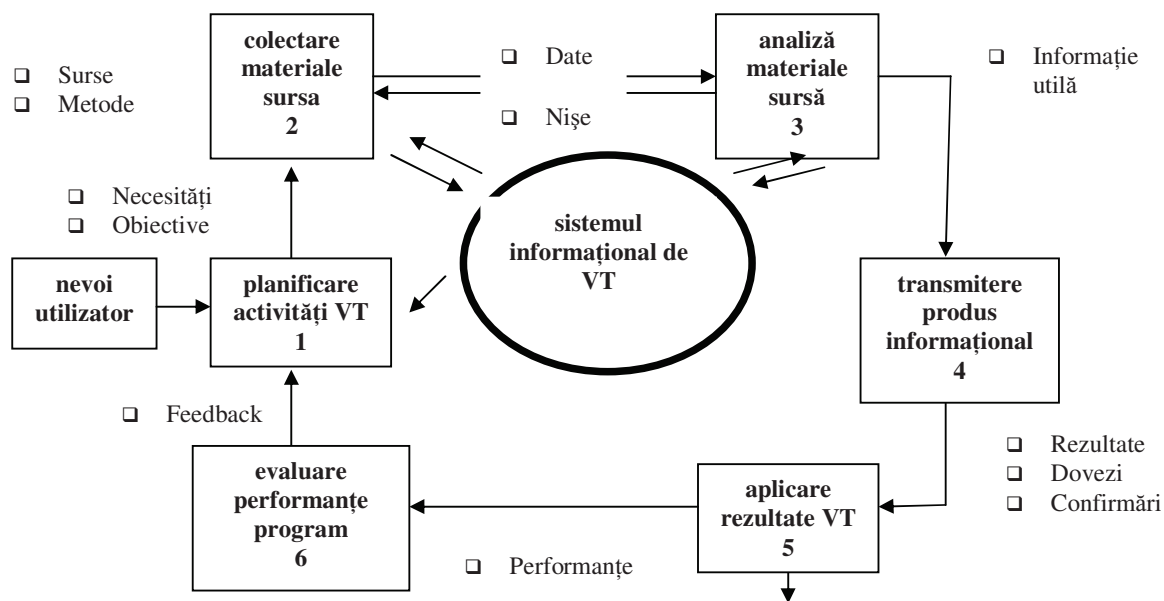 colectare
materiale
sursa
2
❑ Date
analiză
materiale
sursă
3
❑ Informație
utilă
❑ Surse
❑ Metode
❑ Nişe
❑ Necesități
❑ Obiective
sistemul
informațional de
VT
nevoi
utilizator
planificare
activități VT
1
transmitere
produs
informațional
4
❑ Feedback
❑ Rezultate
❑ Dovezi
❑ Confirmări
evaluare
performanțe
program
6
aplicare
rezultate VT
5
❑ Performanțe